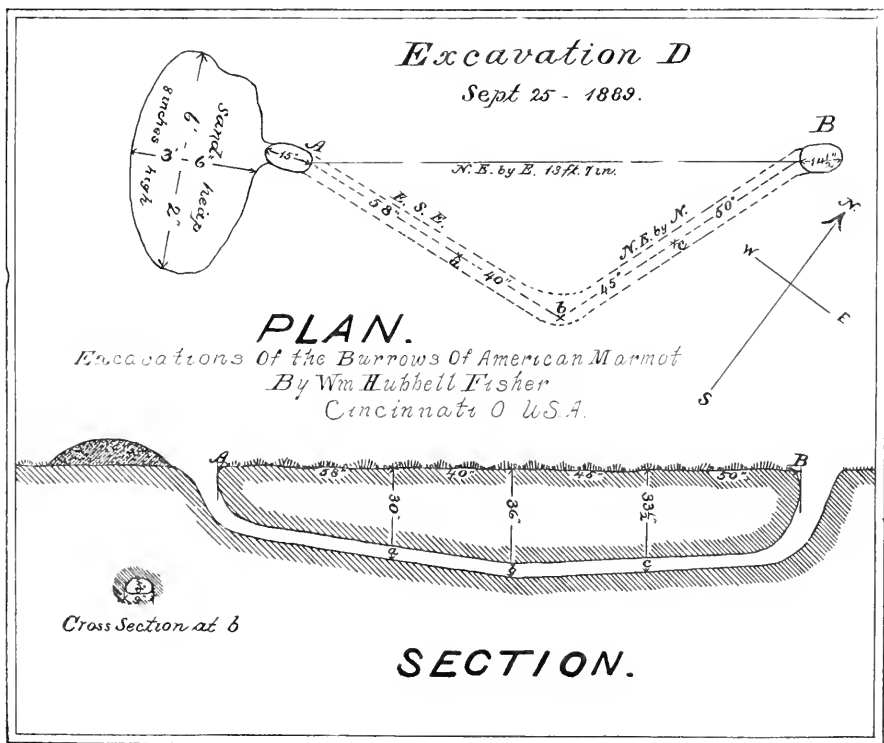 Excavation D
Sept 25 - 1889.
Sand heap
6' - 2"
3 6
8 inches high
A
15"
N. E. by E. 13 ft. 7 in.
B
14½"
E. S. E.
58"
a
40"
b
45"
N. E. by N.
c
50"
N.
W
E
S
PLAN.
Excavations Of the Burrows Of American Marmot
By Wm Hubbell Fisher
Cincinnati O U.S.A.
A
58"
40"
45"
50"
B
30"
36"
33½"
a
b
c
Cross Section at b
SECTION.